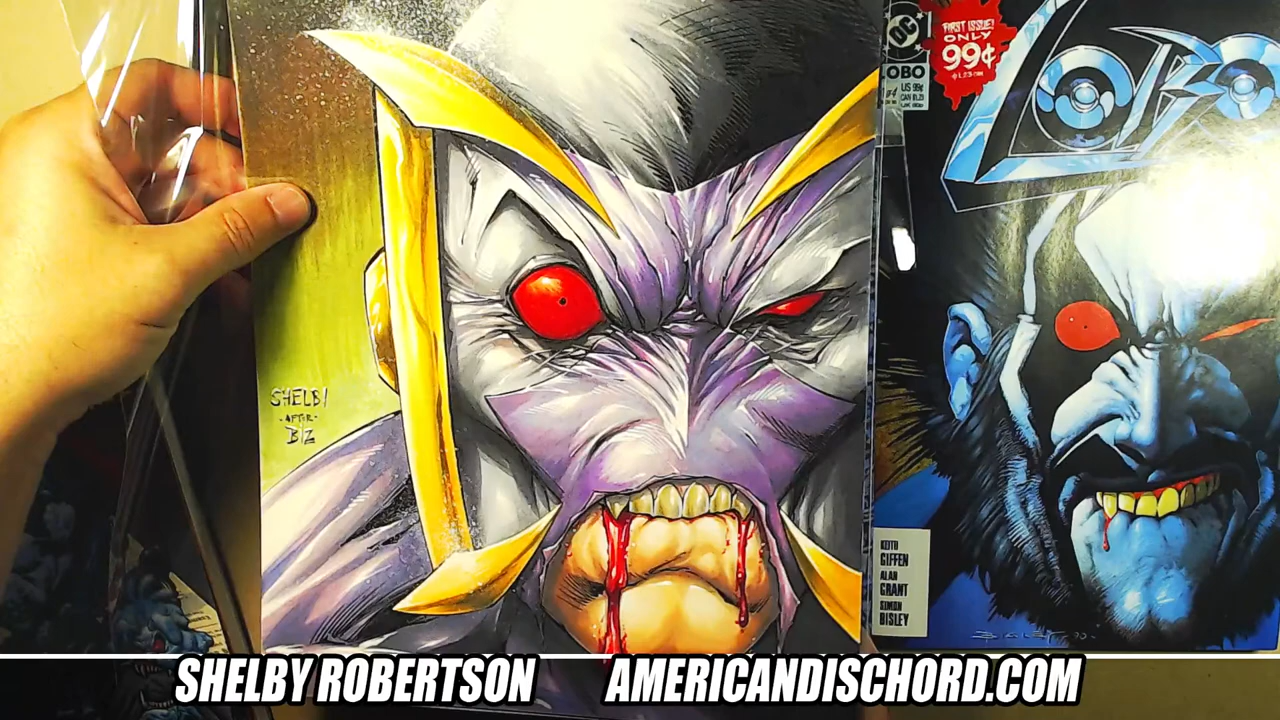 SHELBI
- AFTER -
BIZ
DC
LOBO
US 99¢
FIRST ISSUE!
ONLY
99¢
LOBO
KEITH
GIFFEN
ALAN
GRANT
SIMON
BISLEY
SHELBY ROBERTSON AMERICANDISCHORD.COM